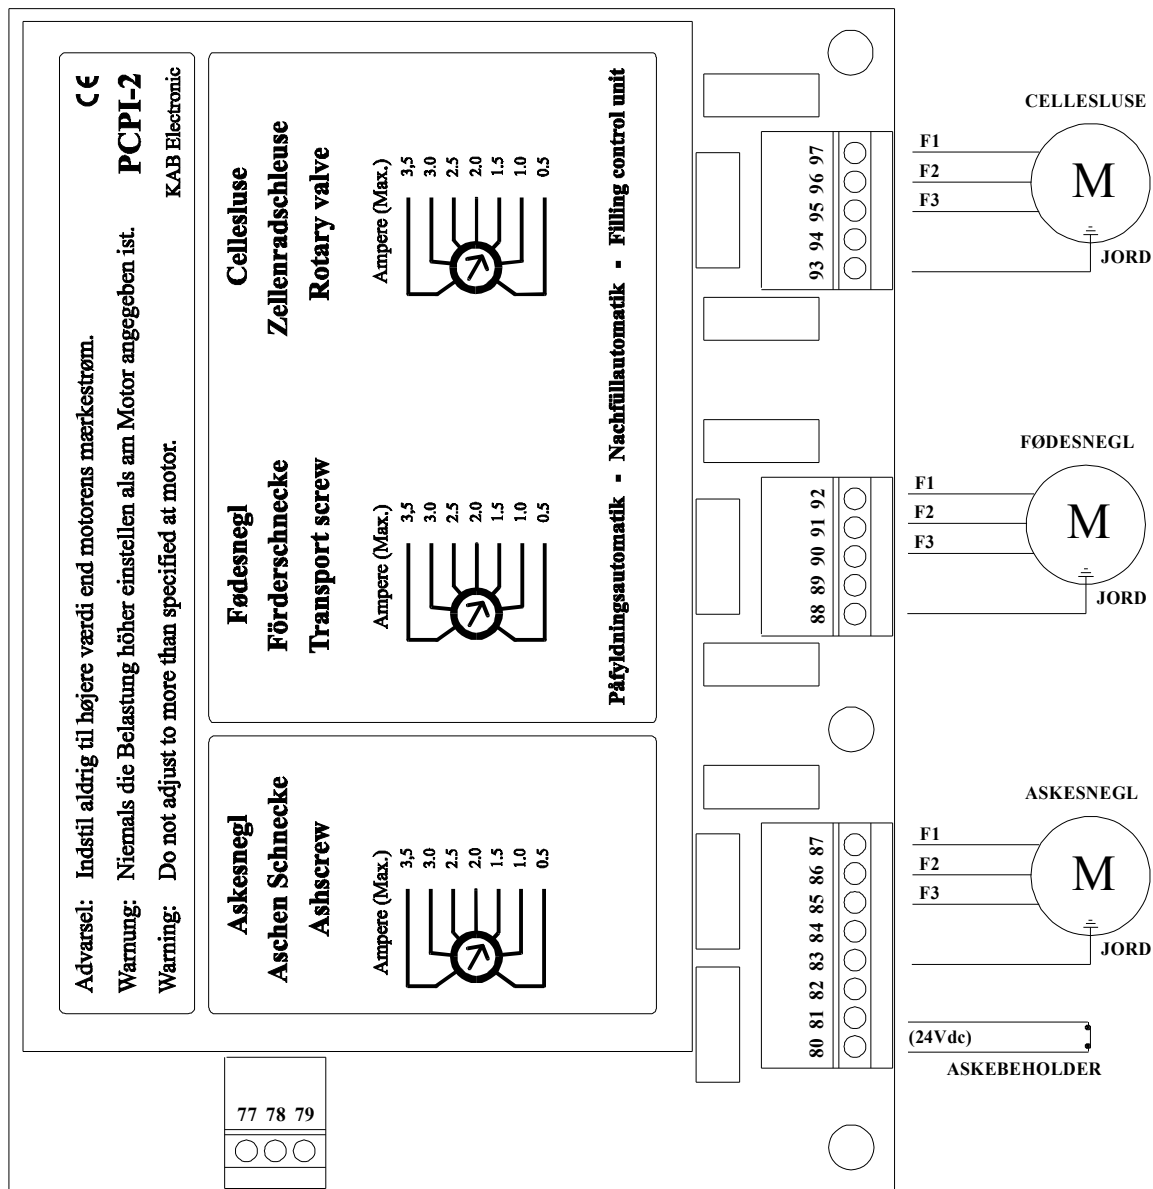 Advarsel: Indstil aldrig til højere værdi end motorens mærkestrøm.
Warnung: Niemals die Belastung höher einstellen als am Motor angegeben ist.
Warning: Do not adjust to more than specified at motor.
CE
PCPI-2
KAB Electronic
Askesnegl
Aschen Schnecke
Ashscrew
Ampere (Max.)
3,5
3.0
2.5
2.0
1.5
1.0
0.5
Fødesnegl
Förderschnecke
Transport screw
Ampere (Max.)
3,5
3.0
2.5
2.0
1.5
1.0
0.5
Cellesluse
Zellenradschleuse
Rotary valve
Ampere (Max.)
3,5
3.0
2.5
2.0
1.5
1.0
0.5
Påfyldningsautomatik - Nachfüllautomatik - Filling control unit
93 94 95 96 97
CELLESLUSE
F1
F2
F3
M
JORD
88 89 90 91 92
FØDESNEGL
F1
F2
F3
M
JORD
80 81 82 83 84 85 86 87
ASKESNEGL
F1
F2
F3
M
JORD
(24Vdc)
ASKEBEHOLDER
77 78 79